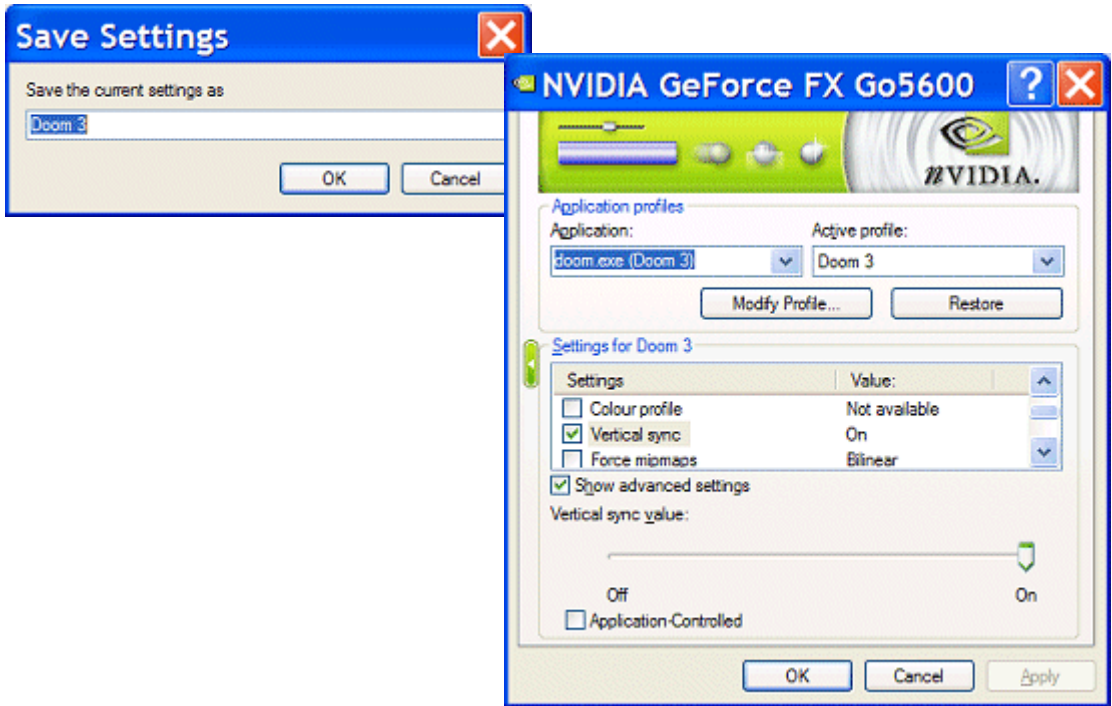 Save Settings
Save the current settings as
Doom 3
OK Cancel
NVIDIA GeForce FX Go5600
nVIDIA.
Application profiles
Application: Active profile:
doom.exe (Doom 3) Doom 3
Modify Profile... Restore
Settings for Doom 3
Settings Value:
Colour profile Not available
Vertical sync On
Force mipmaps Bilinear
Show advanced settings
Vertical sync value:
Off On
Application-Controlled
OK Cancel Apply